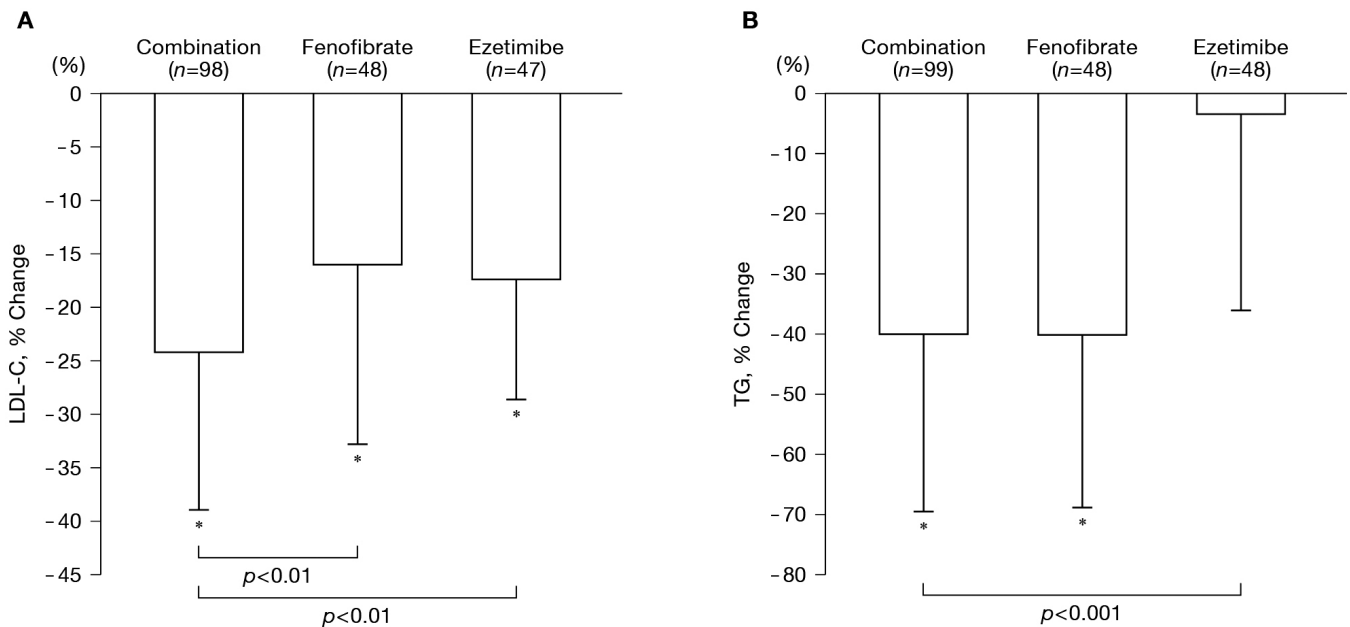 A
Combination Fenofibrate Ezetimibe
(%) (n=98) (n=48) (n=47)
0
−5
−10
−15
−20
−25
−30
−35
−40
−45
LDL-C, % Change
*
*
*
p<0.01
p<0.01
B
Combination Fenofibrate Ezetimibe
(%) (n=99) (n=48) (n=48)
0
−10
−20
−30
−40
−50
−60
−70
−80
TG, % Change
*
*
p<0.001